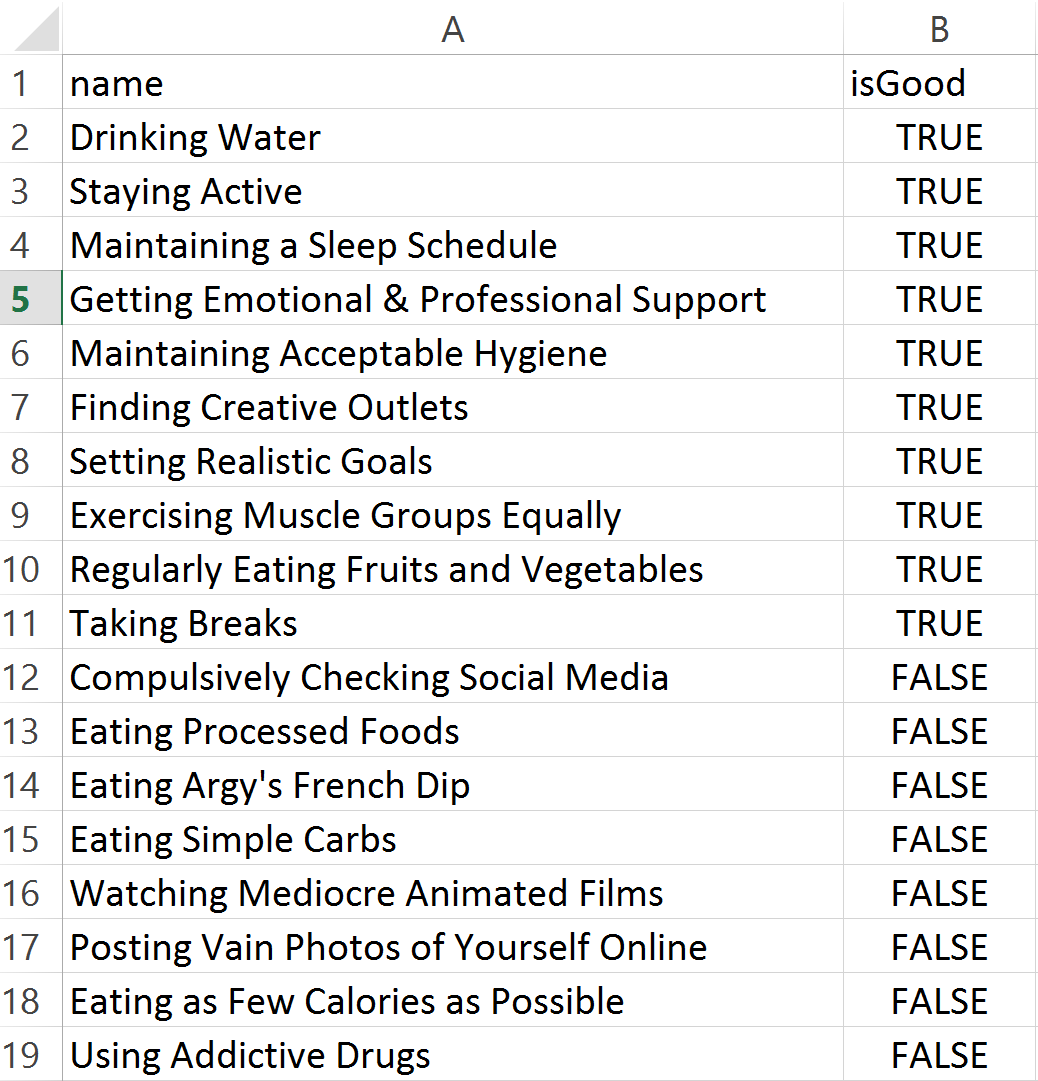 A B
1 name isGood
2 Drinking Water TRUE
3 Staying Active TRUE
4 Maintaining a Sleep Schedule TRUE
5 Getting Emotional & Professional Support TRUE
6 Maintaining Acceptable Hygiene TRUE
7 Finding Creative Outlets TRUE
8 Setting Realistic Goals TRUE
9 Exercising Muscle Groups Equally TRUE
10 Regularly Eating Fruits and Vegetables TRUE
11 Taking Breaks TRUE
12 Compulsively Checking Social Media FALSE
13 Eating Processed Foods FALSE
14 Eating Argy's French Dip FALSE
15 Eating Simple Carbs FALSE
16 Watching Mediocre Animated Films FALSE
17 Posting Vain Photos of Yourself Online FALSE
18 Eating as Few Calories as Possible FALSE
19 Using Addictive Drugs FALSE